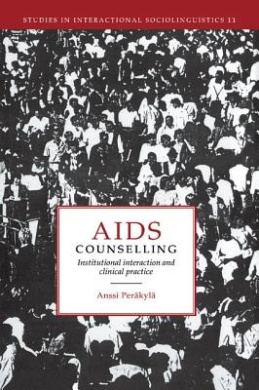 STUDIES IN INTERACTIONAL SOCIOLINGUISTICS 11
AIDS
COUNSELLING
Institutional interaction and
clinical practice
Anssi Peräkylä